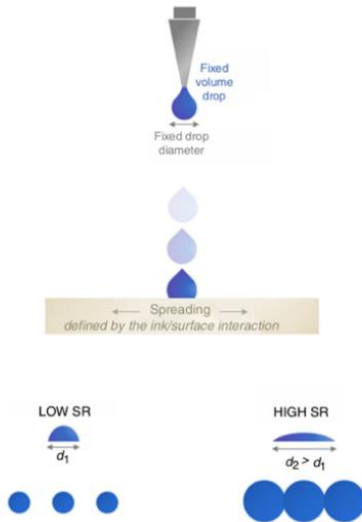 Fixed
volume
drop
Fixed drop
diameter
Spreading
defined by the ink/surface interaction
LOW SR
d₁
HIGH SR
d₂ > d₁